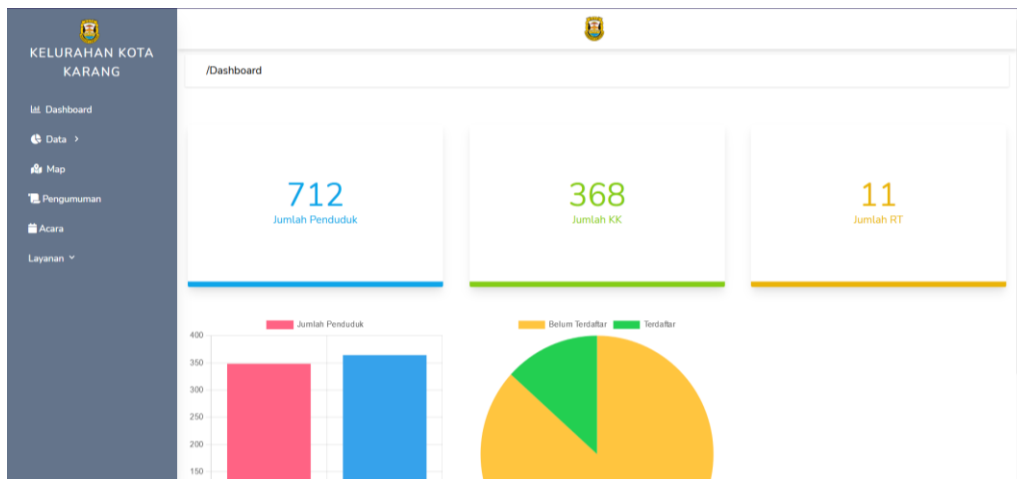 KELURAHAN KOTA
KARANG
Dashboard
Data
Map
Pengumuman
Acara
Layanan
/Dashboard
712
Jumlah Penduduk
368
Jumlah KK
11
Jumlah RT
Jumlah Penduduk
400
350
300
250
200
150
Belum Terdaftar
Terdaftar